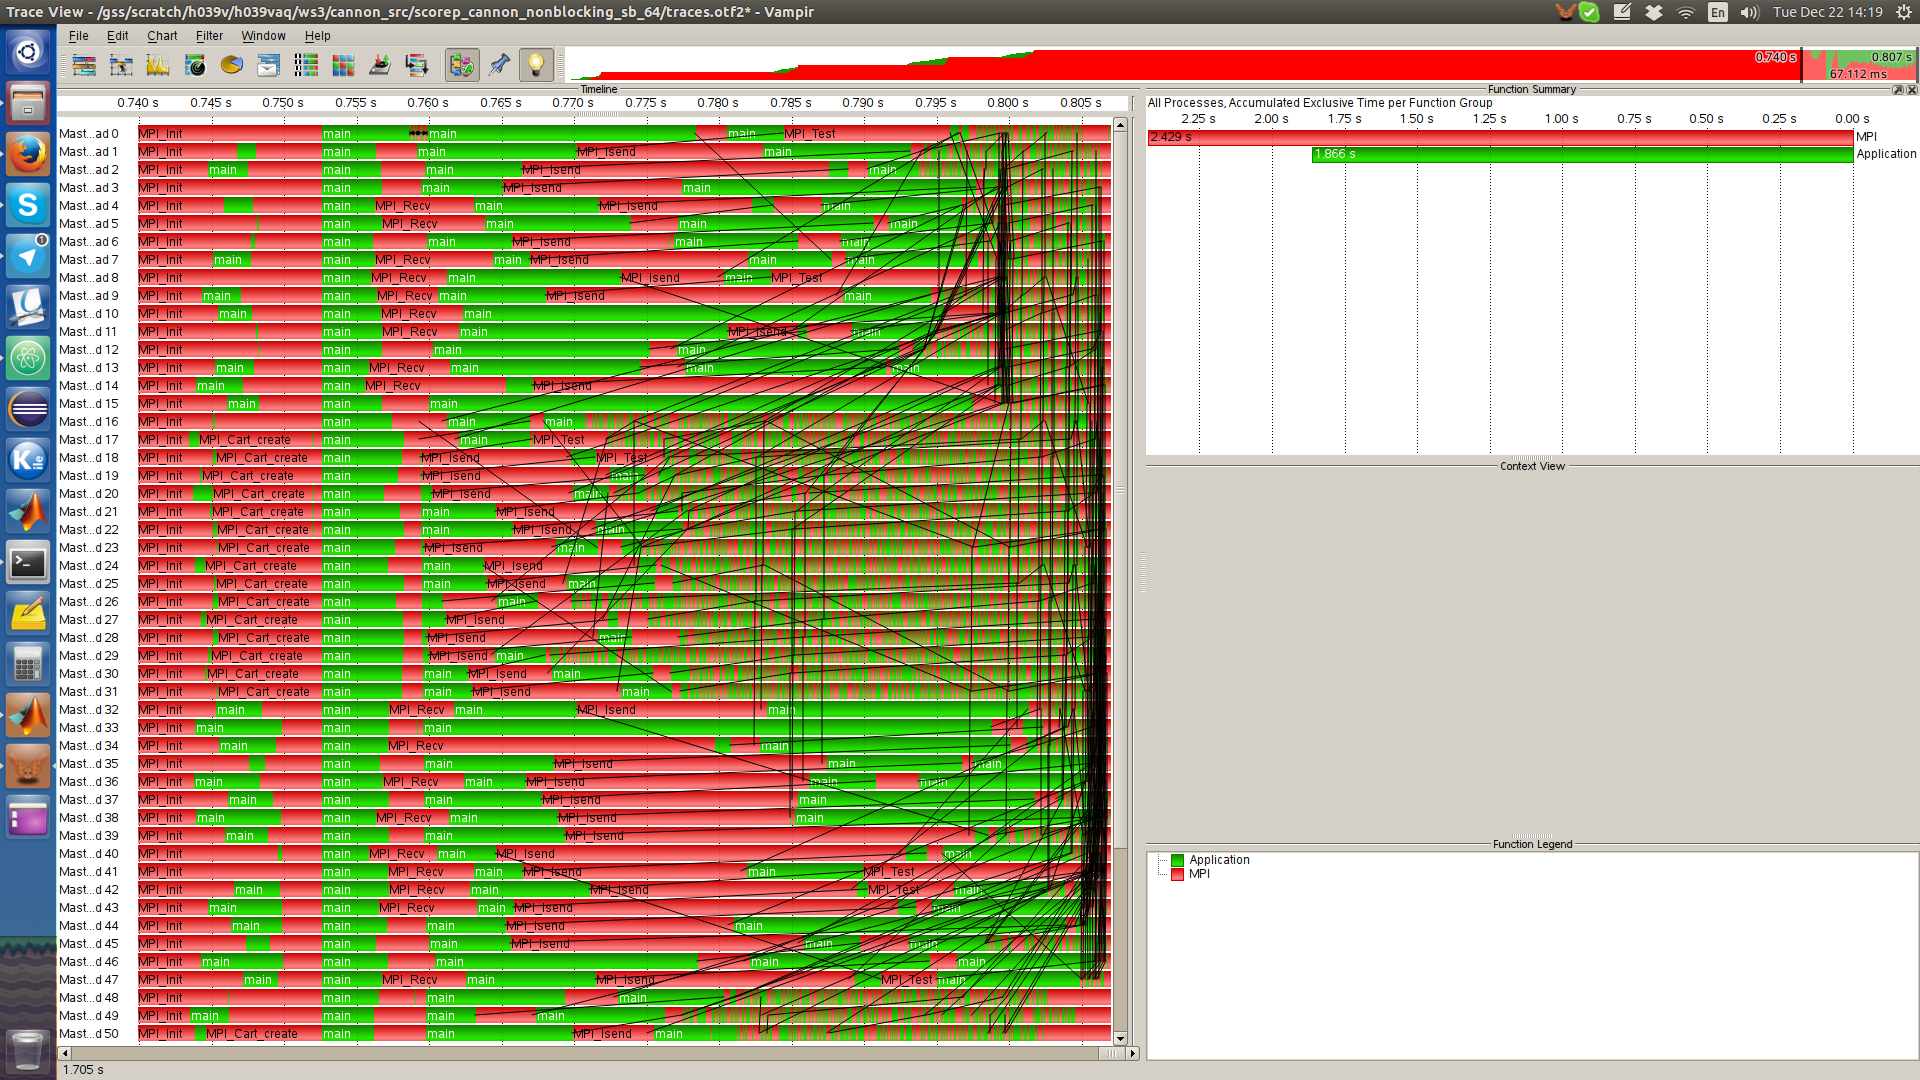 Trace View - /gss/scratch/h039v/h039vaq/ws3/cannon_src/scorep_cannon_nonblocking_sb_64/traces.otf2* - Vampir
En Tue Dec 22 14:19
File Edit Chart Filter Window Help
0.740 s 0.807 s
67.112 ms
Timeline
0.740 s 0.745 s 0.750 s 0.755 s 0.760 s 0.765 s 0.770 s 0.775 s 0.780 s 0.785 s 0.790 s 0.795 s 0.800 s 0.805 s
Mast...ad 0 MPI_Init main main main MPI_Test
Mast...ad 1 MPI_Init main main MPI_Isend main
Mast...ad 2 MPI_Init main main main MPI_Isend main
Mast...ad 3 MPI_Init main main MPI_Isend main
Mast...ad 4 MPI_Init main MPI_Recv main MPI_Isend main
Mast...ad 5 MPI_Init main MPI_Recv main main main
Mast...ad 6 MPI_Init main main MPI_Isend main main
Mast...ad 7 MPI_Init main main MPI_Recv main MPI_Isend main main
Mast...ad 8 MPI_Init main MPI_Recv main MPI_Isend main MPI_Test
Mast...ad 9 MPI_Init main main MPI_Recv main MPI_Isend main
Mast...d 10 MPI_Init main main MPI_Recv main
Mast...d 11 MPI_Init main MPI_Recv main MPI_Isend main
Mast...d 12 MPI_Init main main main
Mast...d 13 MPI_Init main main MPI_Recv main main main
Mast...d 14 MPI_Init main main MPI_Recv MPI_Isend
Mast...d 15 MPI_Init main main main
Mast...d 16 MPI_Init main main main
Mast...d 17 MPI_Init MPI_Cart_create main main MPI_Test
Mast...d 18 MPI_Init MPI_Cart_create main MPI_Isend MPI_Test
Mast...d 19 MPI_Init MPI_Cart_create main MPI_Isend main
Mast...d 20 MPI_Init MPI_Cart_create main MPI_Isend main
Mast...d 21 MPI_Init MPI_Cart_create main main MPI_Isend
Mast...d 22 MPI_Init MPI_Cart_create main main MPI_Isend main
Mast...d 23 MPI_Init MPI_Cart_create main MPI_Isend main
Mast...d 24 MPI_Init MPI_Cart_create main main MPI_Isend
Mast...d 25 MPI_Init MPI_Cart_create main main MPI_Isend main
Mast...d 26 MPI_Init MPI_Cart_create main main
Mast...d 27 MPI_Init MPI_Cart_create main MPI_Isend
Mast...d 28 MPI_Init MPI_Cart_create main MPI_Isend main
Mast...d 29 MPI_Init MPI_Cart_create main MPI_Isend main
Mast...d 30 MPI_Init MPI_Cart_create main main MPI_Isend main
Mast...d 31 MPI_Init MPI_Cart_create main main MPI_Isend main
Mast...d 32 MPI_Init main main MPI_Recv main MPI_Isend main
Mast...d 33 MPI_Init main main main
Mast...d 34 MPI_Init main main MPI_Recv main
Mast...d 35 MPI_Init main main MPI_Isend main main
Mast...d 36 MPI_Init main main MPI_Recv main MPI_Isend main main
Mast...d 37 MPI_Init main main main MPI_Isend main
Mast...d 38 MPI_Init main main MPI_Recv main MPI_Isend main
Mast...d 39 MPI_Init main main main MPI_Isend
Mast...d 40 MPI_Init main MPI_Recv main MPI_Isend main
Mast...d 41 MPI_Init main MPI_Recv main MPI_Isend main MPI_Test
Mast...d 42 MPI_Init main main MPI_Recv main MPI_Isend MPI_Test main
Mast...d 43 MPI_Init main main MPI_Recv main MPI_Isend main
Mast...d 44 MPI_Init main main main MPI_Isend main
Mast...d 45 MPI_Init main main MPI_Isend main main
Mast...d 46 MPI_Init main main main main main
Mast...d 47 MPI_Init main main MPI_Recv main MPI_Isend MPI_Test main
Mast...d 48 MPI_Init main main main
Mast...d 49 MPI_Init main main main main
Mast...d 50 MPI_Init MPI_Cart_create main main MPI_Isend main
1.705 s
Function Summary
All Processes, Accumulated Exclusive Time per Function Group
2.25 s 2.00 s 1.75 s 1.50 s 1.25 s 1.00 s 0.75 s 0.50 s 0.25 s 0.00 s
2.429 s MPI
1.866 s Application
Context View
Function Legend
Application
MPI